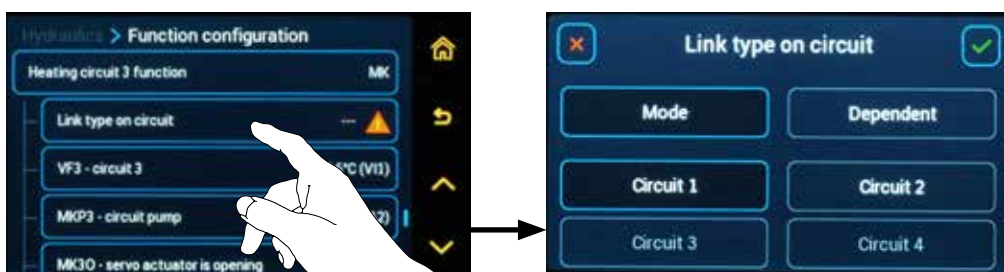 Hydraulics > Function configuration
Heating circuit 3 function MK
Link type on circuit --- 
VF3 - circuit 3 °C (VI1)
MKP3 - circuit pump 2)
MK3O - servo actuator is opening
Link type on circuit
Mode Dependent
Circuit 1 Circuit 2
Circuit 3 Circuit 4